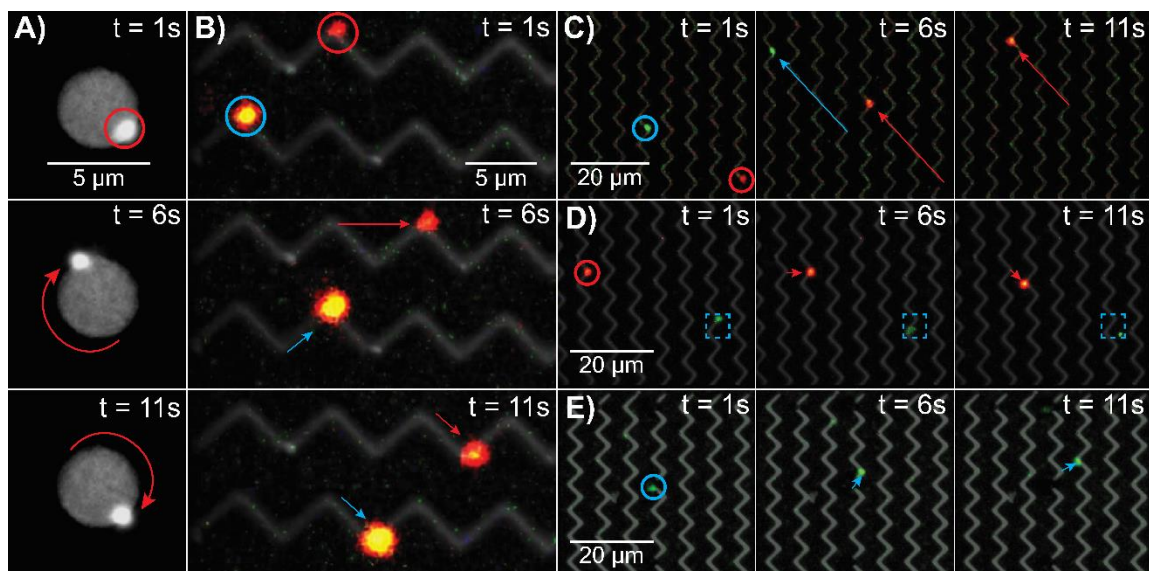 A) t = 1s
5 µm
t = 6s
t = 11s
B) t = 1s
5 µm
t = 6s
t = 11s
C) t = 1s t = 6s t = 11s
20 µm
D) t = 1s t = 6s t = 11s
20 µm
E) t = 1s t = 6s t = 11s
20 µm